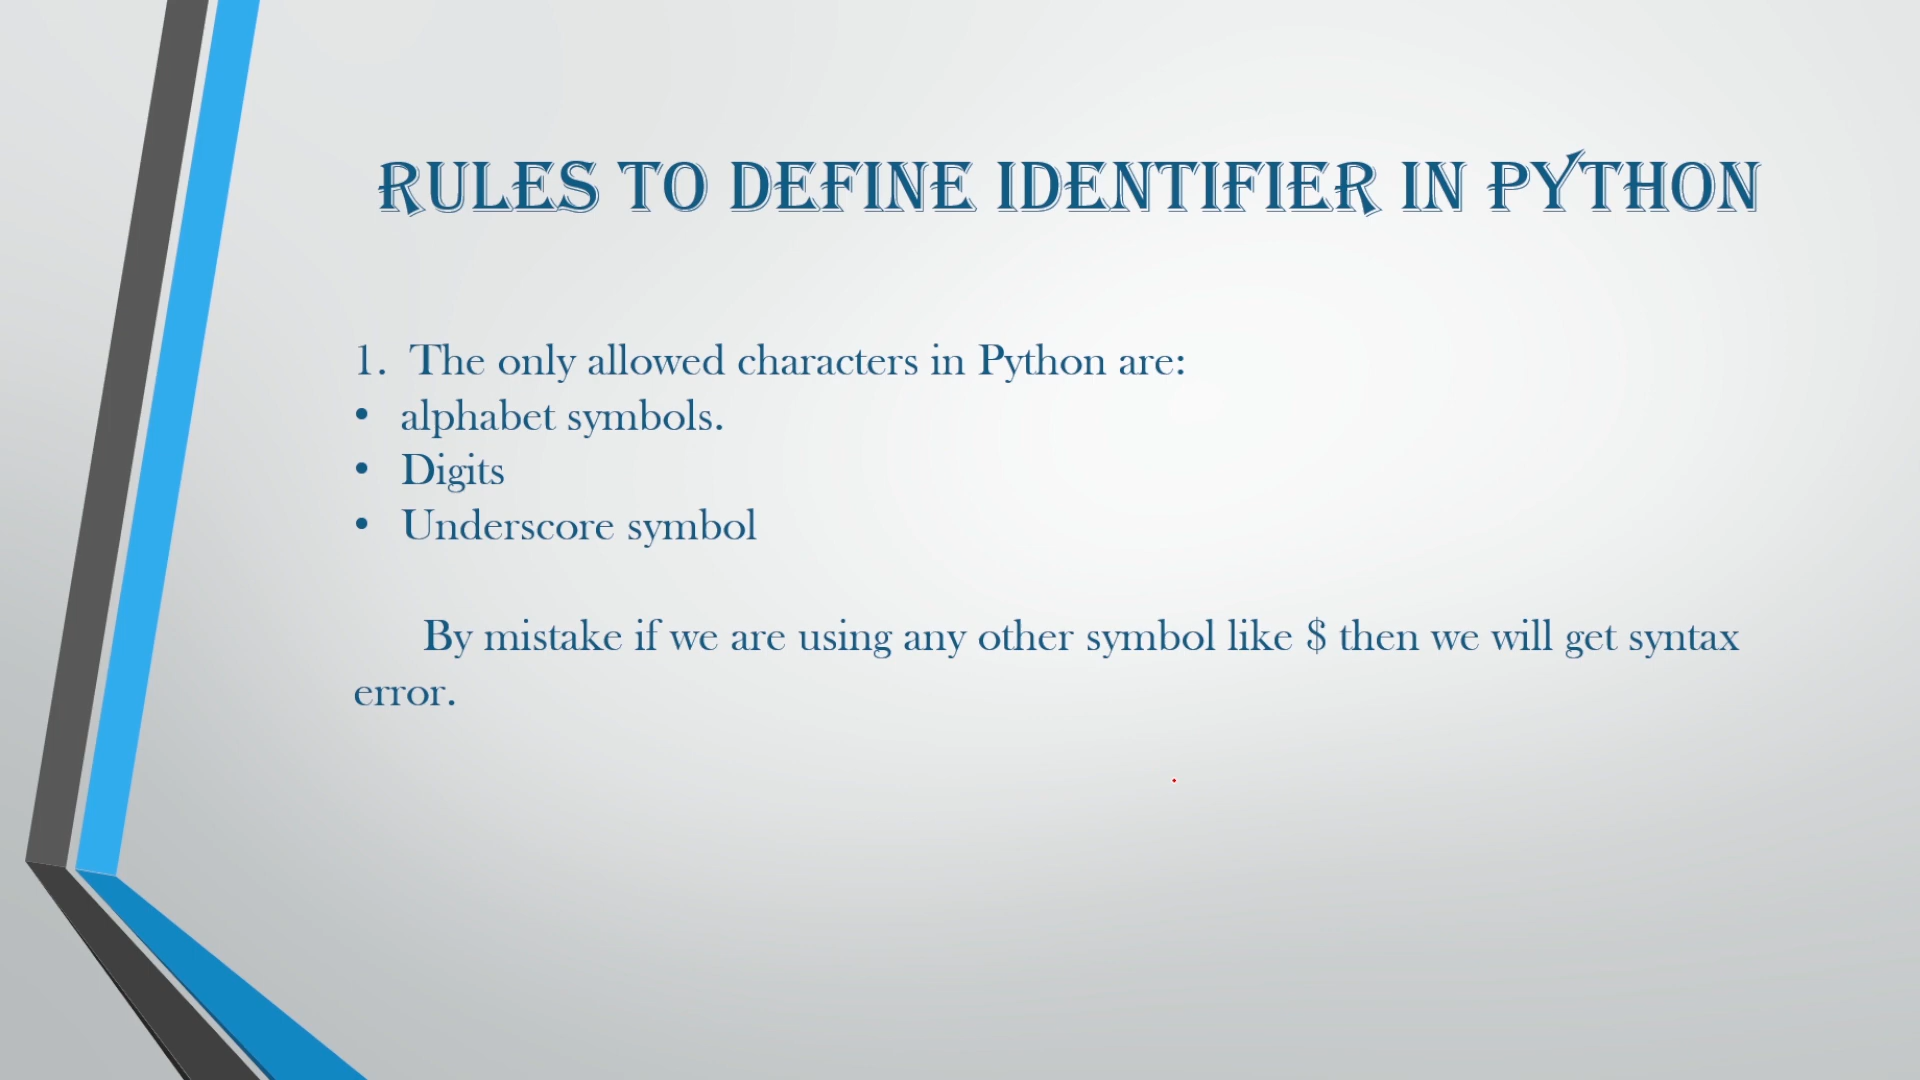 RULES TO DEFINE IDENTIFIER IN PYTHON
1. The only allowed characters in Python are:
• alphabet symbols.
• Digits
• Underscore symbol
By mistake if we are using any other symbol like $ then we will get syntax
error.